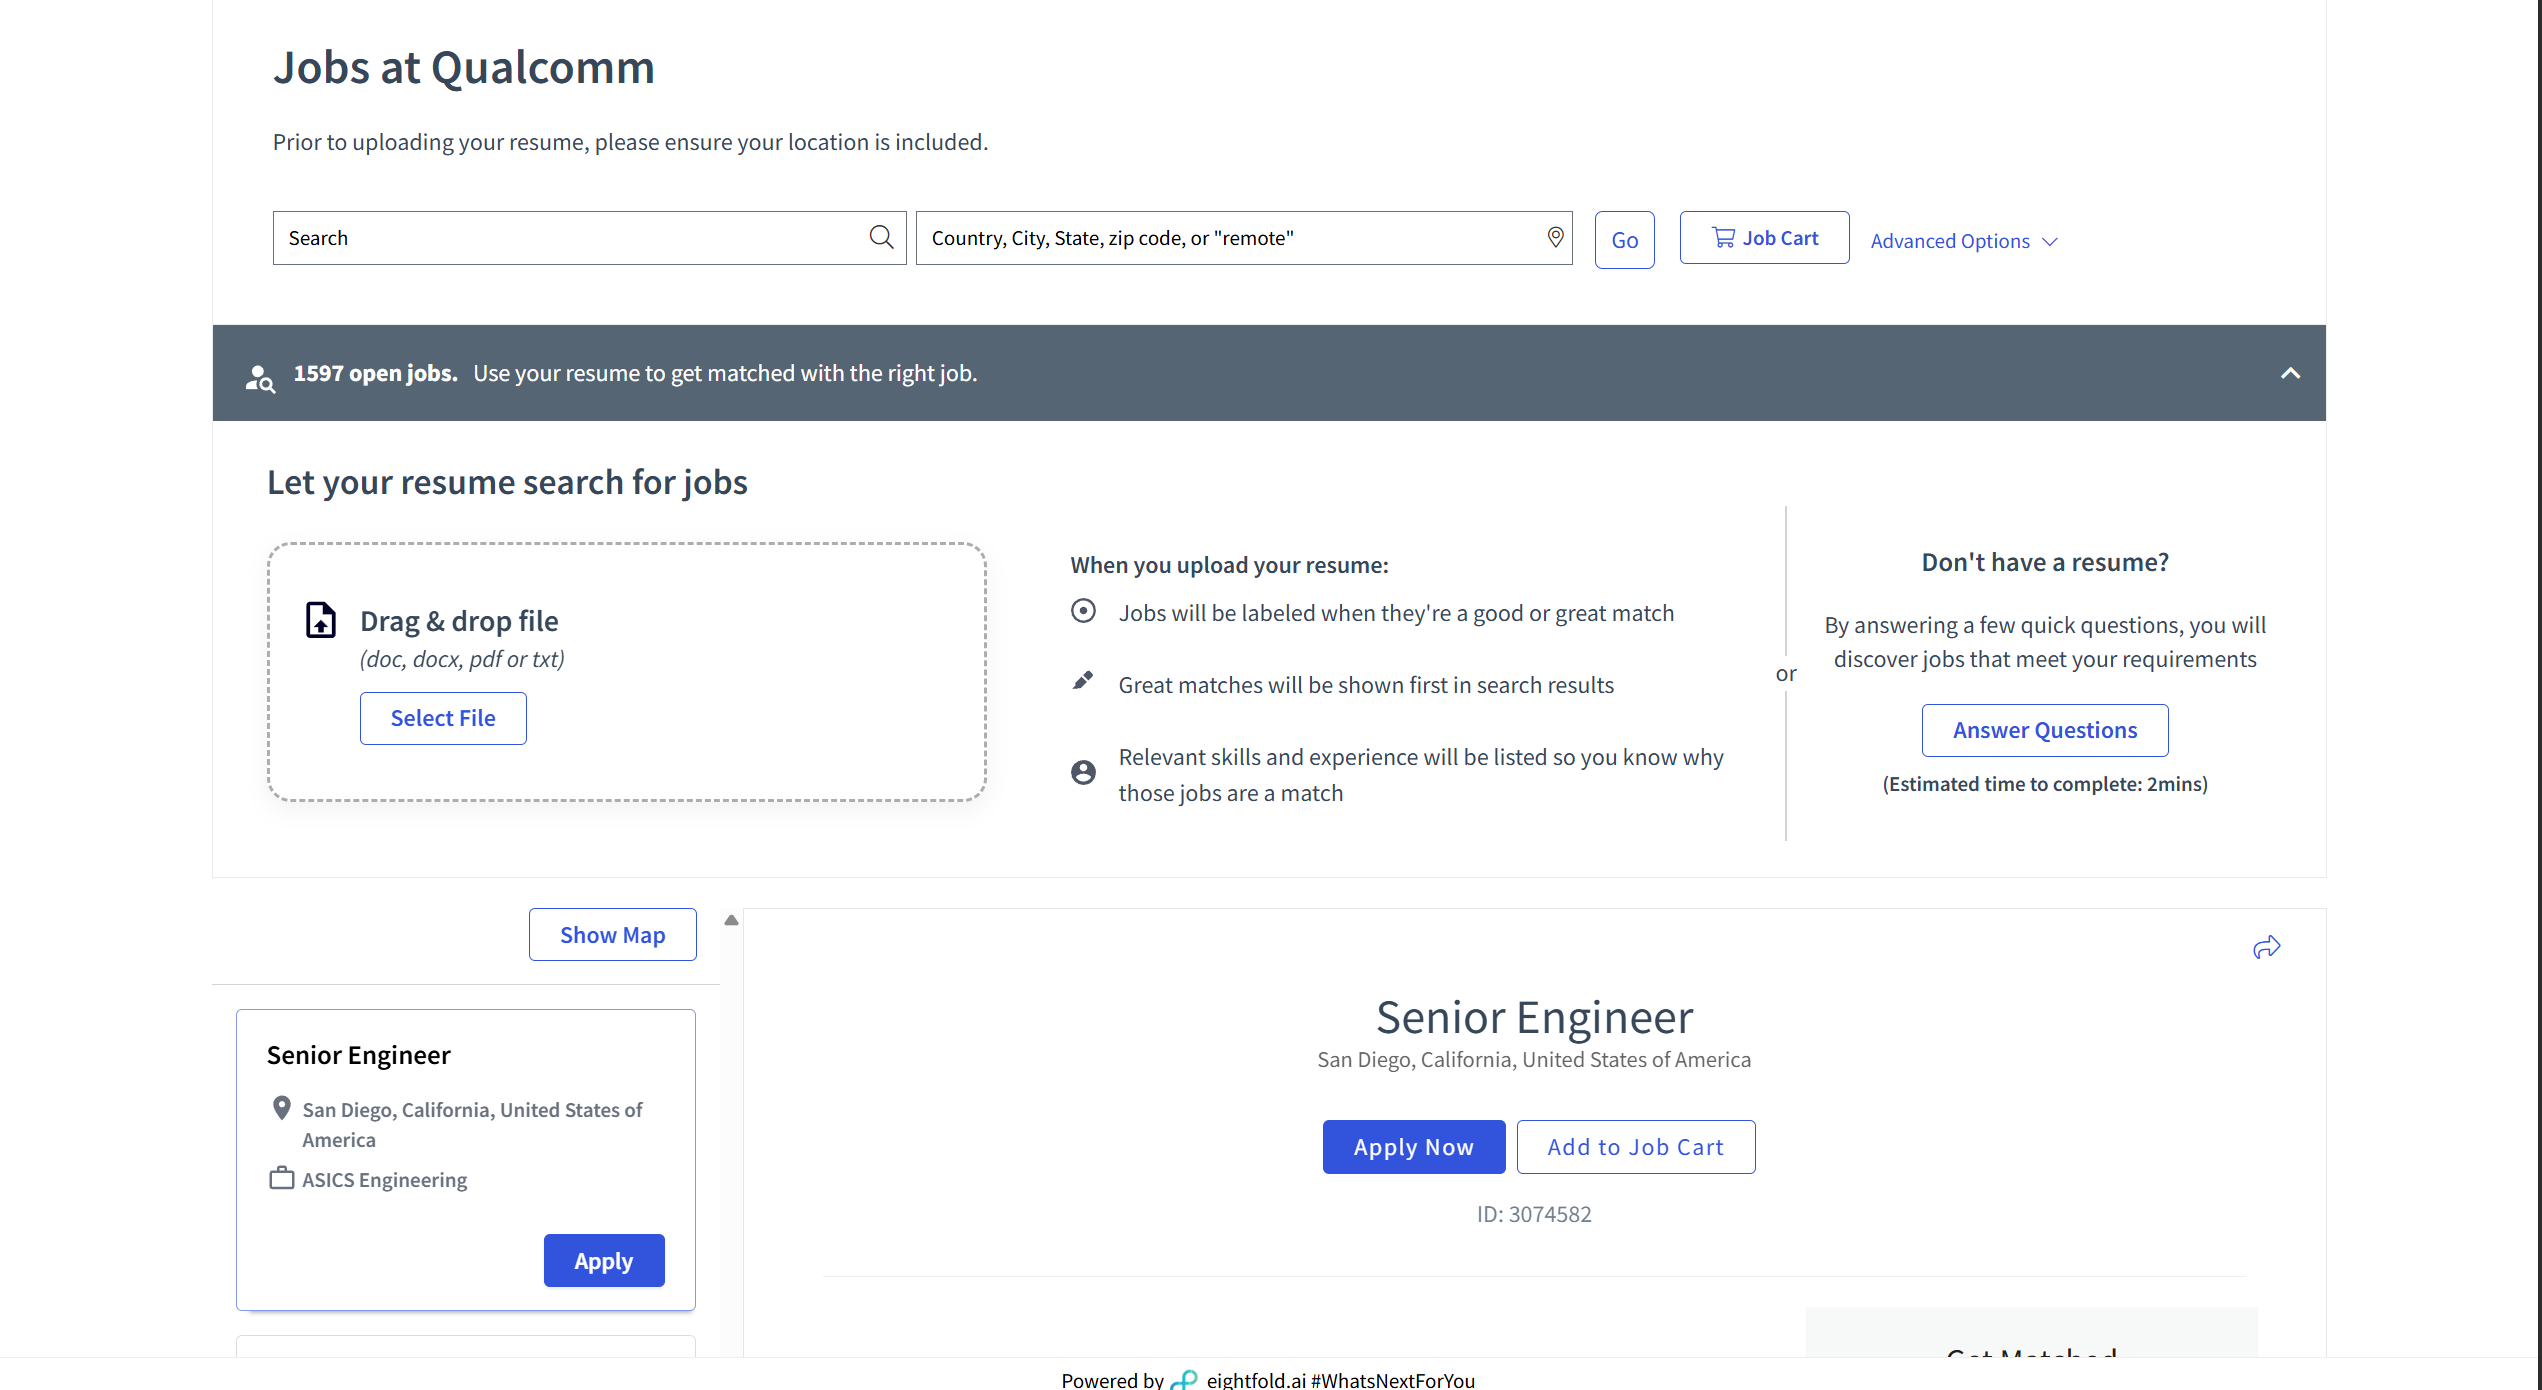 Jobs at Qualcomm
Prior to uploading your resume, please ensure your location is included.
Search
Country, City, State, zip code, or "remote"
Go
Job Cart
Advanced Options
1597 open jobs. Use your resume to get matched with the right job.
Let your resume search for jobs
Drag & drop file
(doc, docx, pdf or txt)
Select File
When you upload your resume:
Jobs will be labeled when they're a good or great match
Great matches will be shown first in search results
Relevant skills and experience will be listed so you know why
those jobs are a match
or
Don't have a resume?
By answering a few quick questions, you will
discover jobs that meet your requirements
Answer Questions
(Estimated time to complete: 2mins)
Show Map
Senior Engineer
San Diego, California, United States of
America
ASICS Engineering
Apply
Senior Engineer
San Diego, California, United States of America
Apply Now
Add to Job Cart
ID: 3074582
Get Matched
Powered by eightfold.ai #WhatsNextForYou